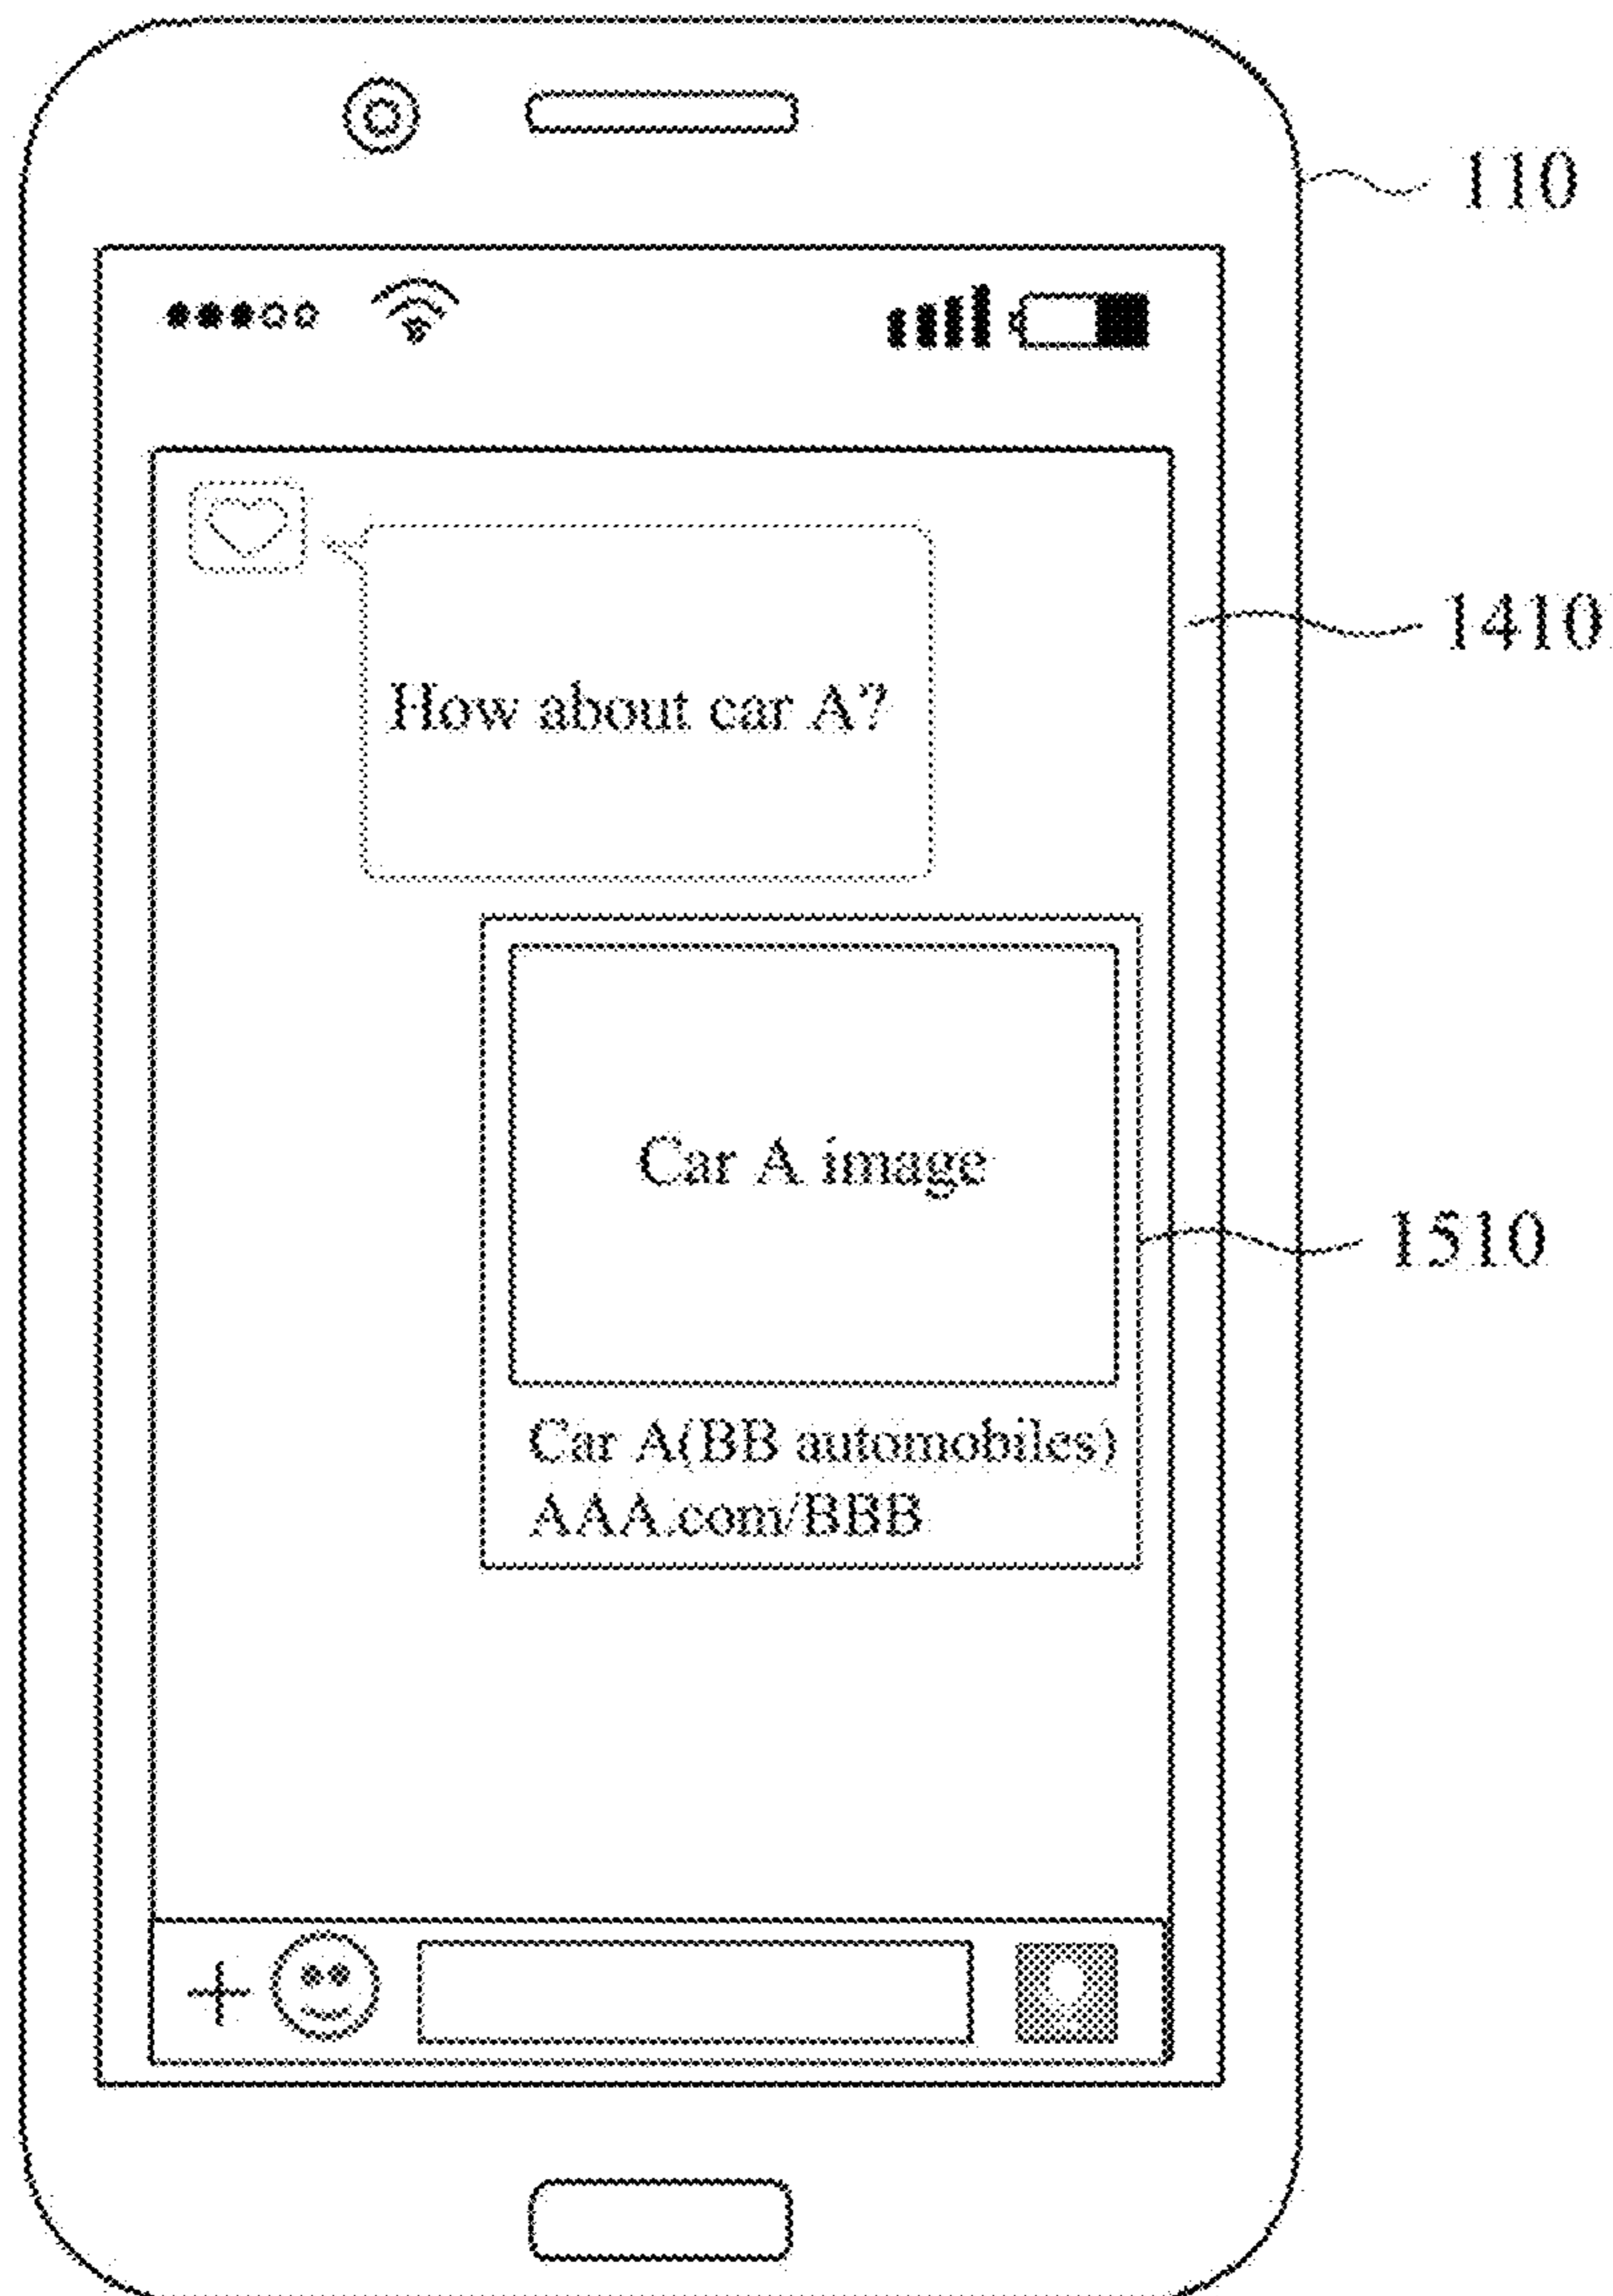 110
1410
How about car A?
Car A image
1510
Car A(BB automobiles)
AAA.com/BBB